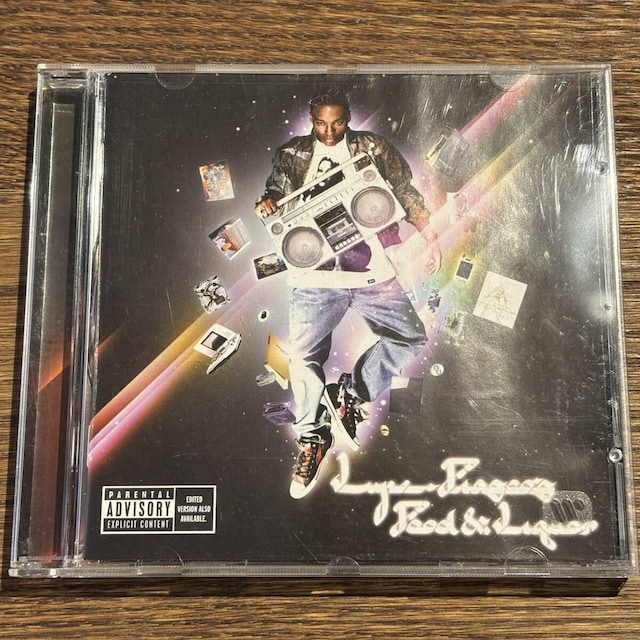 PARENTAL
ADVISORY
EXPLICIT CONTENT
EDITED
VERSION ALSO
AVAILABLE.
Lupe Fiasco's
Food & Liquor